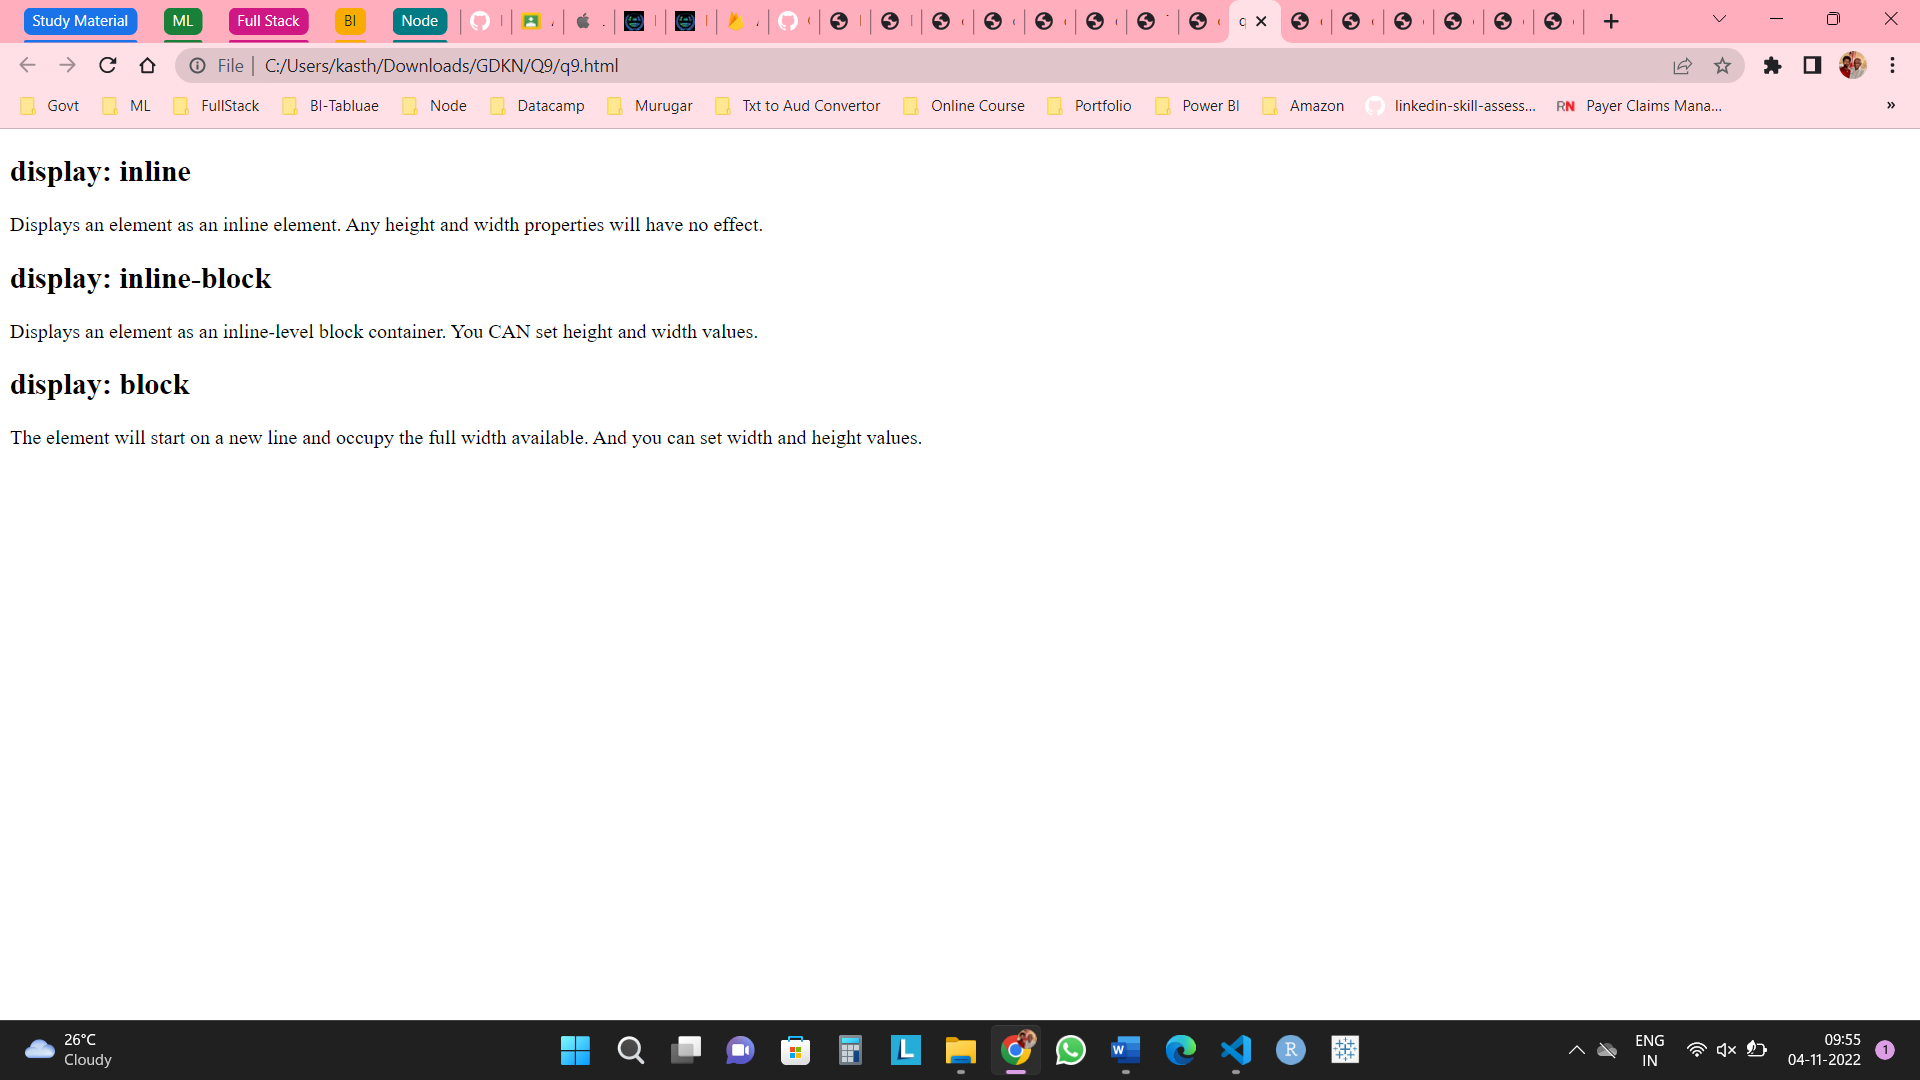 Study Material ML Full Stack BI Node
File C:/Users/kasth/Downloads/GDKN/Q9/q9.html
Govt ML FullStack BI-Tabluae Node Datacamp Murugar Txt to Aud Convertor Online Course Portfolio Power BI Amazon linkedin-skill-assess... RN Payer Claims Mana... »
display: inline
Displays an element as an inline element. Any height and width properties will have no effect.
display: inline-block
Displays an element as an inline-level block container. You CAN set height and width values.
display: block
The element will start on a new line and occupy the full width available. And you can set width and height values.
26°C
Cloudy
ENG
IN
09:55
04-11-2022
1